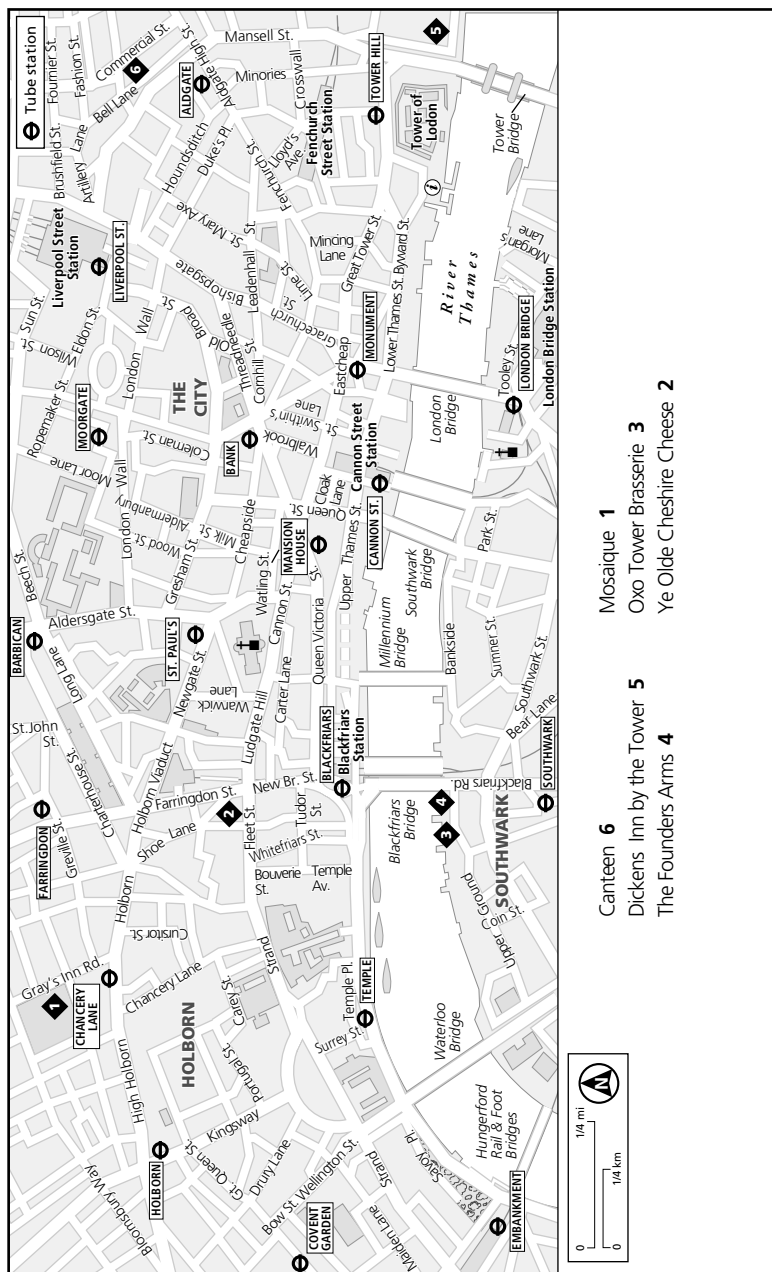 Tube station
Fournier St.
Fashion St.
Commercial St.
6
Brushfield St.
Artillery Lane
Bell Lane
ALDGATE
Aldgate High St.
Mansell St.
5
Minories
Crosswall
TOWER HILL
Houndsditch
Duke's Pl.
Fenchurch St.
Lloyd's Ave.
Fenchurch
Street Station
Tower of
Lodon
Tower
Bridge
i
Liverpool Street
Station
LIVERPOOL ST.
St. Mary Axe
Bishopsgate
Leadenhall St.
Lime St.
Mincing
Lane
Great Tower St.
Byward St.
Lower Thames St.
River
Thames
Morgan's
Lane
Sun St.
Wilson St.
Eldon St.
London Wall
Old Broad St.
Threadneedle St.
Cornhill
Gracechurch St.
Eastcheap
MONUMENT
Tooley St.
LONDON BRIDGE
London Bridge Station
Ropemaker St.
MOORGATE
THE
CITY
Moor Lane
Coleman St.
BANK
Walbrook
St. Swithin's
Lane
Cannon Street
Station
CANNON ST.
London
Bridge
London Wall
Aldermanbury
Wood St.
Milk St.
Gresham St.
Cheapside
Watling St.
MANSION
HOUSE
Queen St.
Cloak
Lane
Upper Thames St.
Southwark
Bridge
Park St.
Beech St.
BARBICAN
Aldersgate St.
Long Lane
ST. PAUL'S
Newgate St.
Warwick
Lane
Cannon St.
Carter Lane
Queen Victoria St.
Millennium
Bridge
Bankside
Sumner St.
Southwark St.
Bear Lane
St. John
St.
Charterhouse St.
Holborn Viaduct
Ludgate Hill
BLACKFRIARS
Blackfriars
Station
Blackfriars Rd.
SOUTHWARK
FARRINGDON
Greville St.
Farringdon St.
Shoe Lane
2
Fleet St.
New Br. St.
Tudor
St.
Whitefriars St.
Bouverie
St.
Temple
Av.
Blackfriars
Bridge
4
3
SOUTHWARK
Upper Ground
Coin St.
Holborn
Cursitor St.
Gray's Inn Rd.
1
CHANCERY
LANE
Chancery Lane
Carey St.
Strand
Temple Pl.
TEMPLE
Surrey St.
Waterloo
Bridge
HOLBORN
High Holborn
Portugal St.
Kingsway
HOLBORN
Bloomsbury Way
Gt. Queen St.
Drury Lane
Bow St.
Wellington St.
Strand
Savoy Pl.
Hungerford
Rail & Foot
Bridges
COVENT
GARDEN
Maiden Lane
EMBANKMENT
0
1/4 mi
0
1/4 km
N
Canteen 6
Dickens Inn by the Tower 5
The Founders Arms 4
Mosaique 1
Oxo Tower Brasserie 3
Ye Olde Cheshire Cheese 2